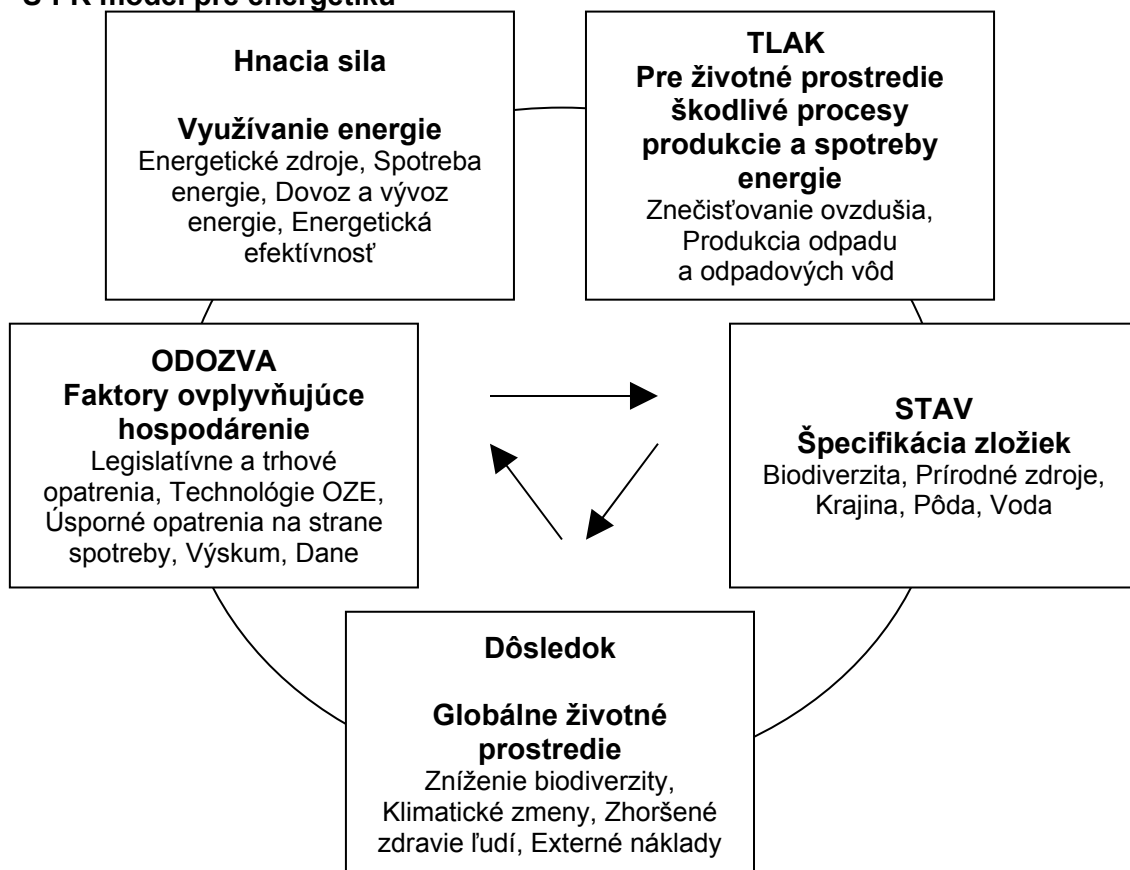 model pre energetiku
Hnacia sila
Využívanie energie
Energetické zdroje, Spotreba
energie, Dovoz a vývoz
energie, Energetická
efektívnosť
TLAK
Pre životné prostredie
škodlivé procesy
produkcie a spotreby
energie
Znečisťovanie ovzdušia,
Produkcia odpadu
a odpadových vôd
ODOZVA
Faktory ovplyvňujúce
hospodárenie
Legislatívne a trhové
opatrenia, Technológie OZE,
Úsporné opatrenia na strane
spotreby, Výskum, Dane
STAV
Špecifikácia zložiek
Biodiverzita, Prírodné zdroje,
Krajina, Pôda, Voda
Dôsledok
Globálne životné
prostredie
Zníženie biodiverzity,
Klimatické zmeny, Zhoršené
zdravie ľudí, Externé náklady